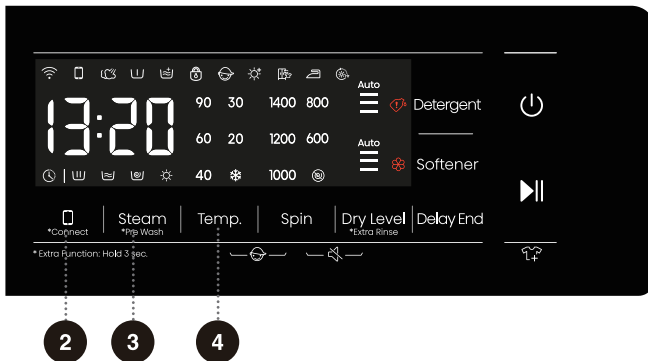 Auto
90 30 1400 800
13:20
Detergent
60 20 1200 600
Auto
Softener
40 1000
Steam Temp. Spin Dry Level Delay End
*Connect *Pre Wash *Extra Rinse
* Extra Function: Hold 3 sec.
2 3 4